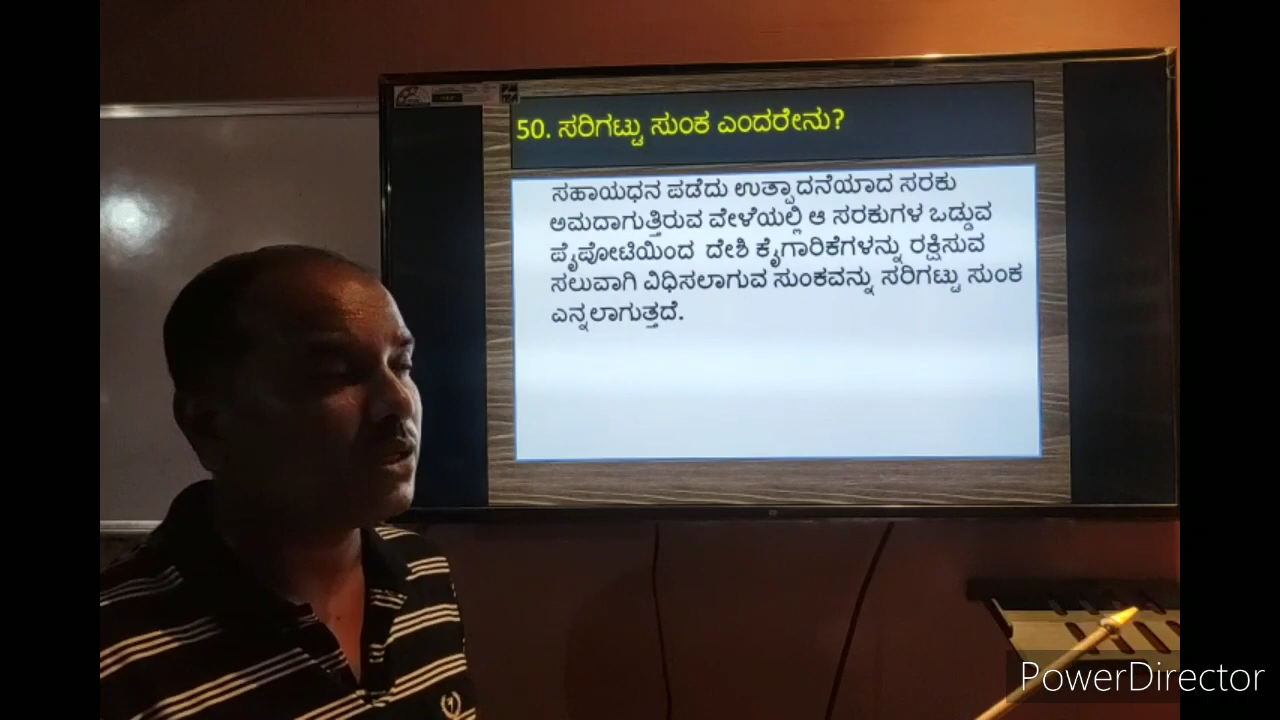 50. ಸರಿಗಟ್ಟು ಸುಂಕ ಎಂದರೇನು?
ಸಹಾಯಧನ ಪಡೆದು ಉತ್ಪಾದನೆಯಾದ ಸರಕು
ಅಮದಾಗುತ್ತಿರುವ ವೇಳೆಯಲ್ಲಿ ಆ ಸರಕುಗಳ ಒಡ್ಡುವ
ಪೈಪೋಟಿಯಿಂದ ದೇಶಿ ಕೈಗಾರಿಕೆಗಳನ್ನು ರಕ್ಷಿಸುವ
ಸಲುವಾಗಿ ವಿಧಿಸಲಾಗುವ ಸುಂಕವನ್ನು ಸರಿಗಟ್ಟು ಸುಂಕ
ಎನ್ನಲಾಗುತ್ತದೆ.
PowerDirector